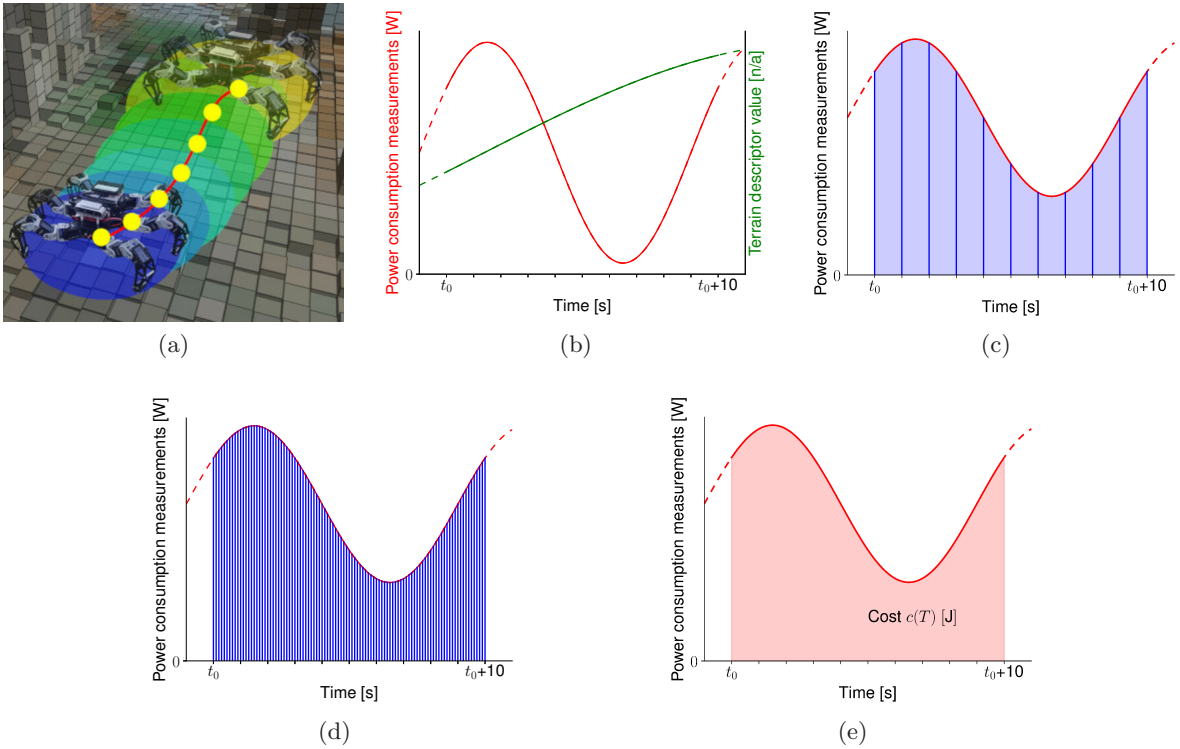 Power consumption measurements [W]
Terrain descriptor value [n/a]
0
t₀
t₀+10
Time [s]
Power consumption measurements [W]
0
t₀
t₀+10
Time [s]
(a)
(b)
(c)
Power consumption measurements [W]
0
t₀
t₀+10
Time [s]
Power consumption measurements [W]
Cost c(T) [J]
0
t₀
t₀+10
Time [s]
(d)
(e)